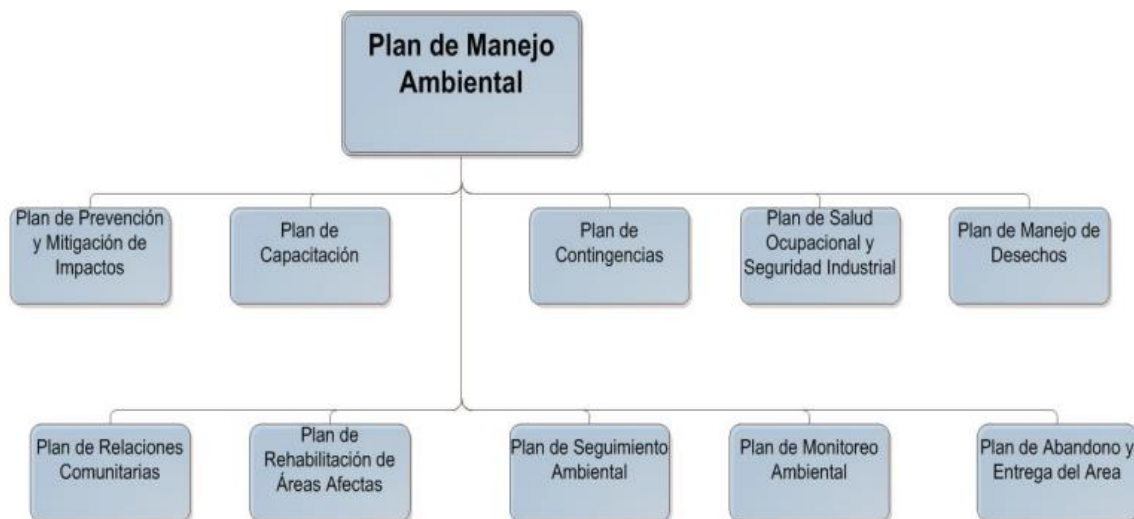 Plan de Manejo
Ambiental
Plan de Prevención
y Mitigación de
Impactos
Plan de
Capacitación
Plan de
Contingencias
Plan de Salud
Ocupacional y
Seguridad Industrial
Plan de Manejo de
Desechos
Plan de Relaciones
Comunitarias
Plan de
Rehabilitación de
Áreas Afectas
Plan de Seguimiento
Ambiental
Plan de Monitoreo
Ambiental
Plan de Abandono y
Entrega del Area